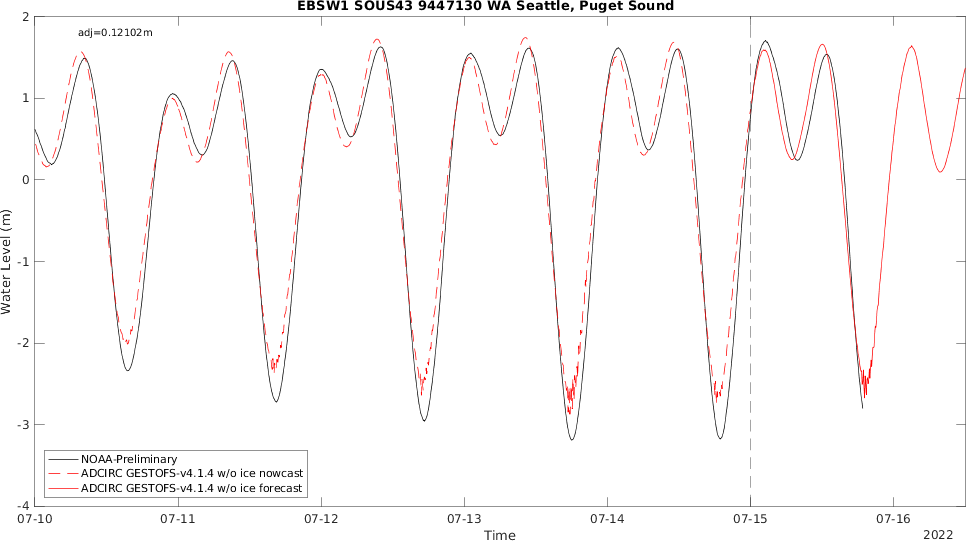 EBSW1 SOUS43 9447130 WA Seattle, Puget Sound
adj=0.12102m
2
1
0
-1
-2
-3
-4
Water Level (m)
NOAA-Preliminary
ADCIRC GESTOFS-v4.1.4 w/o ice nowcast
ADCIRC GESTOFS-v4.1.4 w/o ice forecast
07-10 07-11 07-12 07-13 07-14 07-15 07-16
Time
2022